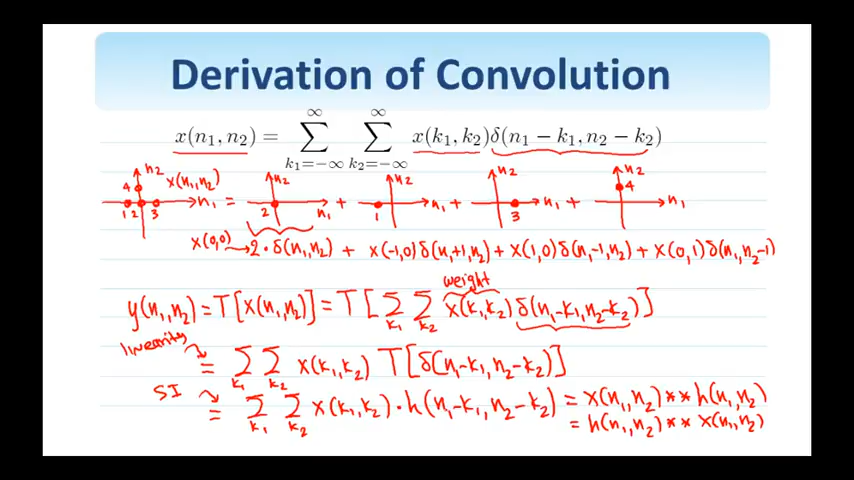 Derivation of Convolution
x(n₁, n₂) = ∑_{k₁=−∞}^{∞} ∑_{k₂=−∞}^{∞} x(k₁, k₂)δ(n₁ − k₁, n₂ − k₂)
4 n₂ x(n₁,n₂) 1 2 3 n₁ = n₂ 2 n₁ + n₂ 1 n₁ + n₂ 3 n₁ + n₂ 4 n₁
x(0,0) → 2·δ(n₁,n₂) + x(-1,0)δ(n₁+1,n₂) + x(1,0)δ(n₁-1,n₂) + x(0,1)δ(n₁,n₂-1)
weight
y(n₁,n₂) = T[x(n₁,n₂)] = T[∑_{k₁} ∑_{k₂} x(k₁,k₂) δ(n₁-k₁,n₂-k₂)]
linearity = ∑_{k₁} ∑_{k₂} x(k₁,k₂) T[δ(n₁-k₁, n₂-k₂)]
SI = ∑_{k₁} ∑_{k₂} x(k₁,k₂)·h(n₁-k₁, n₂-k₂) = x(n₁,n₂)**h(n₁,n₂)
= h(n₁,n₂)** x(n₁,n₂)